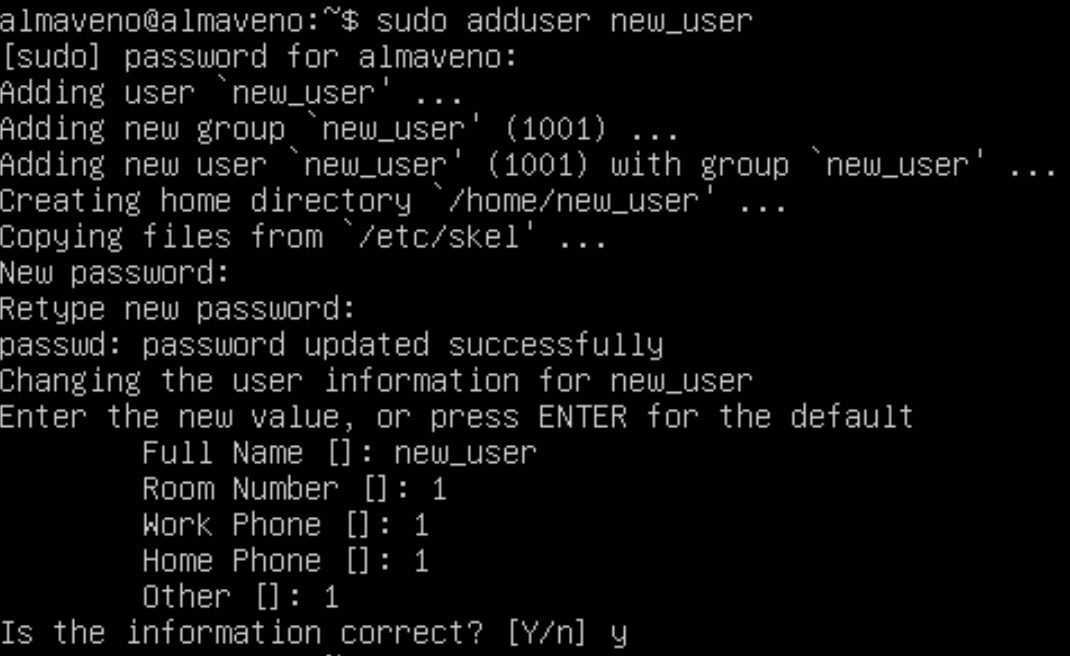 almaveno@almaveno:~$ sudo adduser new_user
[sudo] password for almaveno:
Adding user `new_user' ...
Adding new group `new_user' (1001) ...
Adding new user `new_user' (1001) with group `new_user' ...
Creating home directory `/home/new_user' ...
Copying files from `/etc/skel' ...
New password:
Retype new password:
passwd: password updated successfully
Changing the user information for new_user
Enter the new value, or press ENTER for the default
Full Name []: new_user
Room Number []: 1
Work Phone []: 1
Home Phone []: 1
Other []: 1
Is the information correct? [Y/n] y